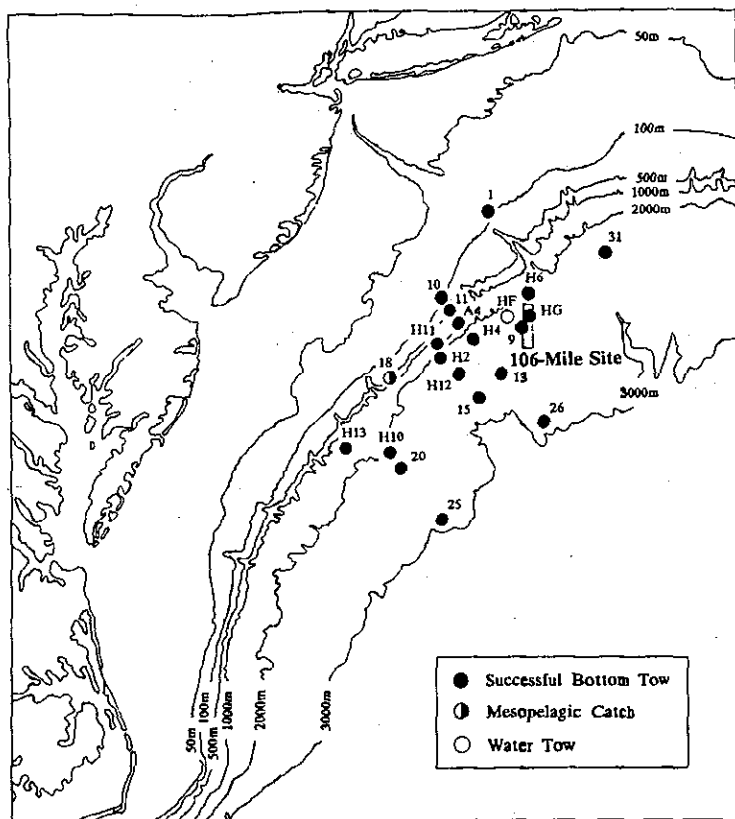 50m
100m
500m
1000m
2000m
1
31
H6
10
11
HF
A4
HG
H11
H4
9
106-Mile Site
H2
18
H12
13
3000m
15
26
H13
H10
20
25
50m
100m
500m
1000m
2000m
3000m
Successful Bottom Tow
Mesopelagic Catch
Water Tow